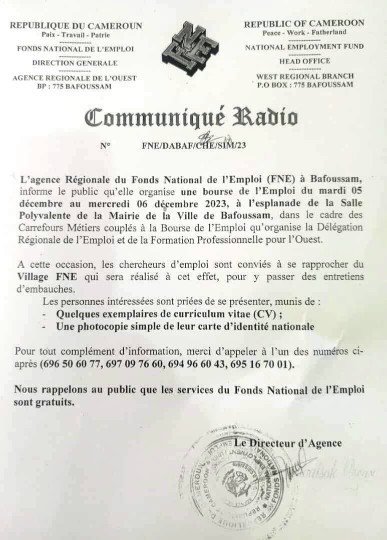 REPUBLIQUE DU CAMEROUN
Paix - Travail - Patrie
FONDS NATIONAL DE L'EMPLOI
DIRECTION GENERALE
AGENCE REGIONALE DE L'OUEST
BP : 775 BAFOUSSAM
REPUBLIC OF CAMEROON
Peace - Work - Fatherland
NATIONAL EMPLOYMENT FUND
HEAD OFFICE
WEST REGIONAL BRANCH
P.O BOX : 775 BAFOUSSAM
Communiqué Radio
N° FNE/DABAF/CHE/SIM/23
L'agence Régionale du Fonds National de l'Emploi (FNE) à Bafoussam,
informe le public qu'elle organise une bourse de l'Emploi du mardi 05
décembre au mercredi 06 décembre 2023, à l'esplanade de la Salle
Polyvalente de la Mairie de la Ville de Bafoussam, dans le cadre des
Carrefours Métiers couplés à la Bourse de l'Emploi qu'organise la Délégation
Régionale de l'Emploi et de la Formation Professionnelle pour l'Ouest.
A cette occasion, les chercheurs d'emploi sont conviés à se rapprocher du
Village FNE qui sera réalisé à cet effet, pour y passer des entretiens
d'embauches.
Les personnes intéressées sont priées de se présenter, munis de :
- Quelques exemplaires de curriculum vitae (CV) ;
- Une photocopie simple de leur carte d'identité nationale
Pour tout complément d'information, merci d'appeler à l'un des numéros ci-
après (696 50 60 77, 697 09 76 60, 694 96 60 43, 695 16 70 01).
Nous rappelons au public que les services du Fonds National de l'Emploi
sont gratuits.
Le Directeur d'Agence